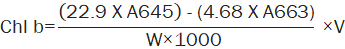 Chl b= (22.9 X A645) - (4.68 X A663) ×V
W×1000